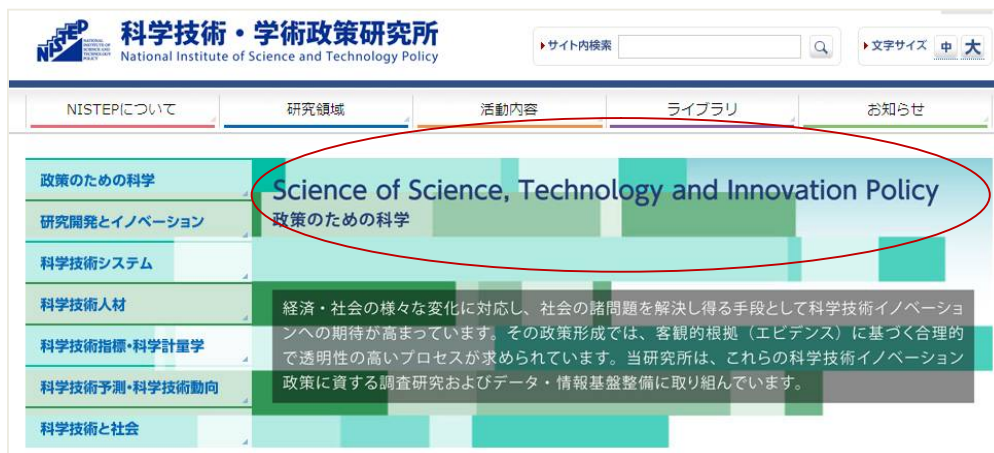 NISTEP
NATIONAL
INSTITUTE OF
SCIENCE AND
TECHNOLOGY
POLICY
科学技術・学術政策研究所
National Institute of Science and Technology Policy
サイト内検索
文字サイズ 中 大
NISTEPについて 研究領域 活動内容 ライブラリ お知らせ
政策のための科学
研究開発とイノベーション
科学技術システム
科学技術人材
科学技術指標・科学計量学
科学技術予測・科学技術動向
科学技術と社会
Science of Science, Technology and Innovation Policy
政策のための科学
経済・社会の様々な変化に対応し、社会の諸問題を解決し得る手段として科学技術イノベーショ
ンへの期待が高まっています。その政策形成では、客観的根拠（エビデンス）に基づく合理的
で透明性の高いプロセスが求められています。当研究所は、これらの科学技術イノベーション
政策に資する調査研究およびデータ・情報基盤整備に取り組んでいます。